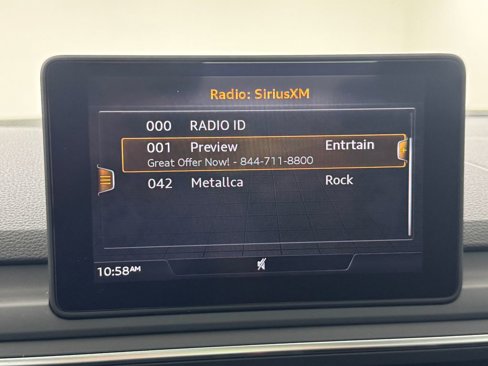 Radio: SiriusXM
000 RADIO ID
001 Preview Entrtain
Great Offer Now! - 844-711-8800
042 Metallca Rock
10:58AM